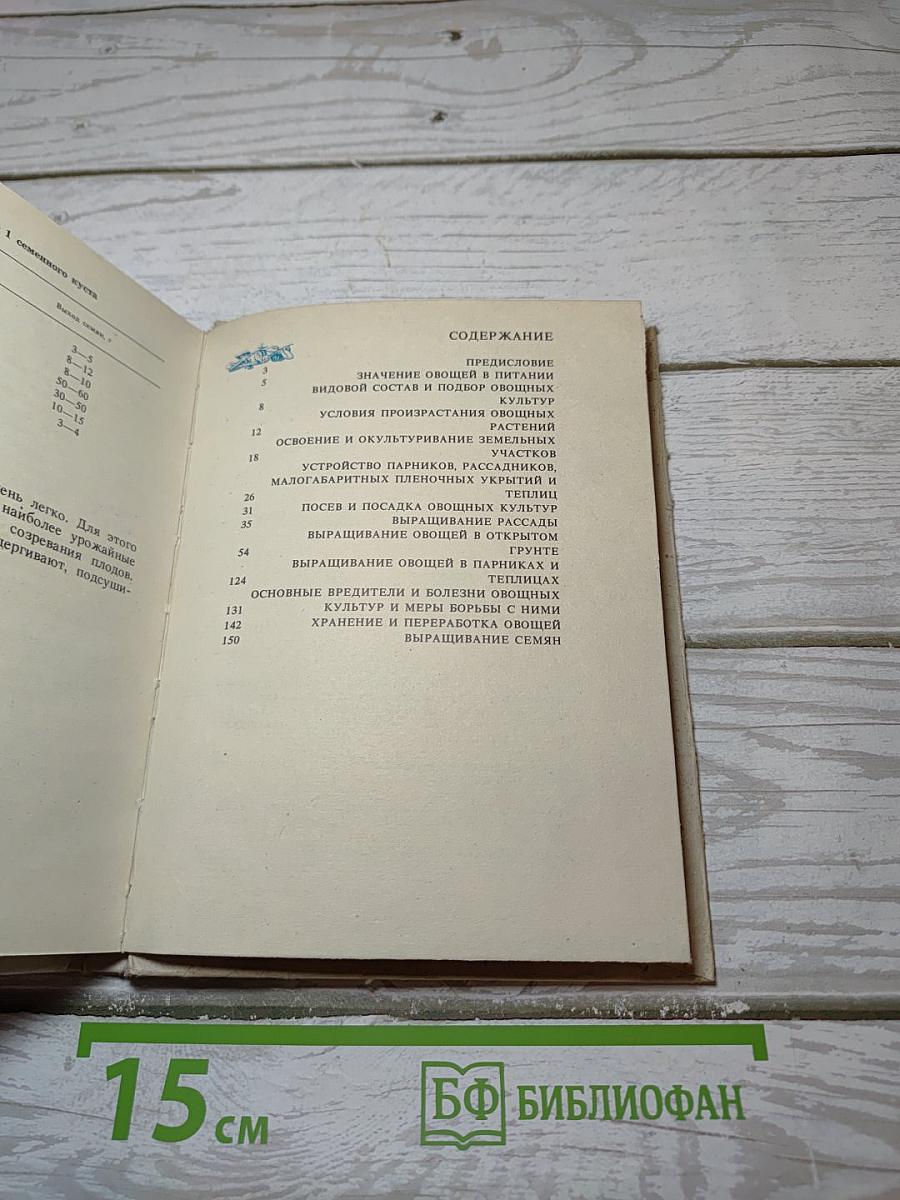 1 семенного куста
Выход семян, г
3—5
8—12
8—10
50—60
30—50
10—15
3—4
легко. Для этого
наиболее урожайные
созревания плодов.
подсуши-
СОДЕРЖАНИЕ
3 ПРЕДИСЛОВИЕ
5 ЗНАЧЕНИЕ ОВОЩЕЙ В ПИТАНИИ
ВИДОВОЙ СОСТАВ И ПОДБОР ОВОЩНЫХ
8 КУЛЬТУР
УСЛОВИЯ ПРОИЗРАСТАНИЯ ОВОЩНЫХ
12 РАСТЕНИЙ
ОСВОЕНИЕ И ОКУЛЬТУРИВАНИЕ ЗЕМЕЛЬНЫХ
18 УЧАСТКОВ
УСТРОЙСТВО ПАРНИКОВ, РАССАДНИКОВ,
МАЛОГАБАРИТНЫХ ПЛЕНОЧНЫХ УКРЫТИЙ И
26 ТЕПЛИЦ
31 ПОСЕВ И ПОСАДКА ОВОЩНЫХ КУЛЬТУР
35 ВЫРАЩИВАНИЕ РАССАДЫ
ВЫРАЩИВАНИЕ ОВОЩЕЙ В ОТКРЫТОМ
54 ГРУНТЕ
ВЫРАЩИВАНИЕ ОВОЩЕЙ В ПАРНИКАХ И
124 ТЕПЛИЦАХ
ОСНОВНЫЕ ВРЕДИТЕЛИ И БОЛЕЗНИ ОВОЩНЫХ
131 КУЛЬТУР И МЕРЫ БОРЬБЫ С НИМИ
142 ХРАНЕНИЕ И ПЕРЕРАБОТКА ОВОЩЕЙ
150 ВЫРАЩИВАНИЕ СЕМЯН
15 см
БФ БИБЛИОФАН